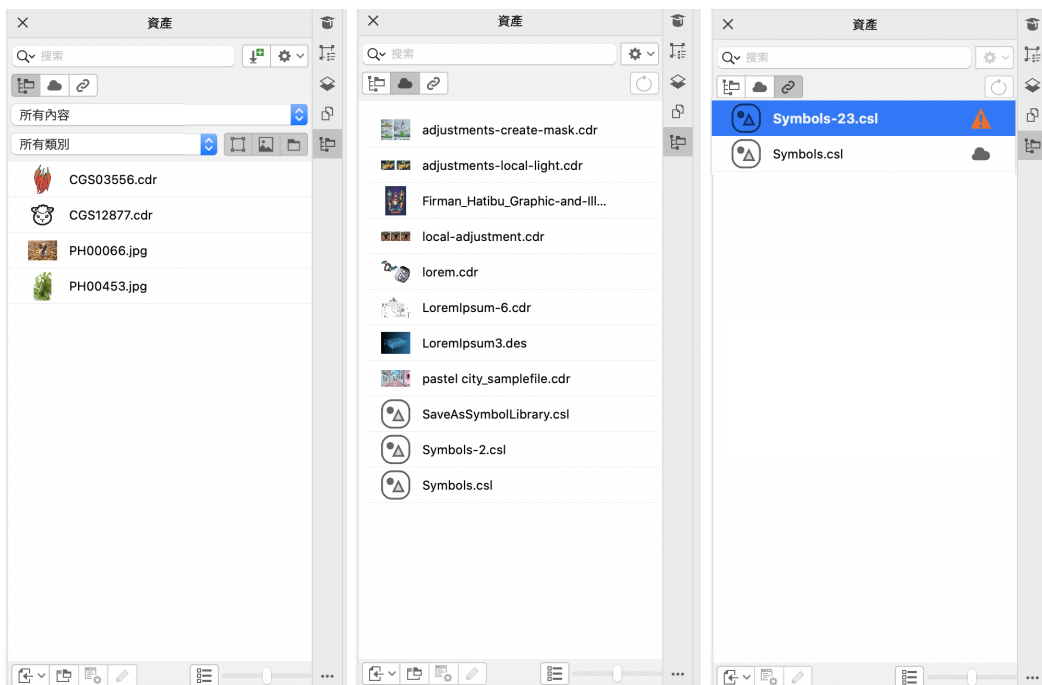 資產
搜索
所有內容
所有類別
CGS03556.cdr
CGS12877.cdr
PH00066.jpg
PH00453.jpg
資產
搜索
adjustments-create-mask.cdr
adjustments-local-light.cdr
Firman_Hatibu_Graphic-and-Ill...
local-adjustment.cdr
lorem.cdr
LoremIpsum-6.cdr
LoremIpsum3.des
pastel city_samplefile.cdr
SaveAsSymbolLibrary.csl
Symbols-2.csl
Symbols.csl
資產
搜索
Symbols-23.csl
Symbols.csl